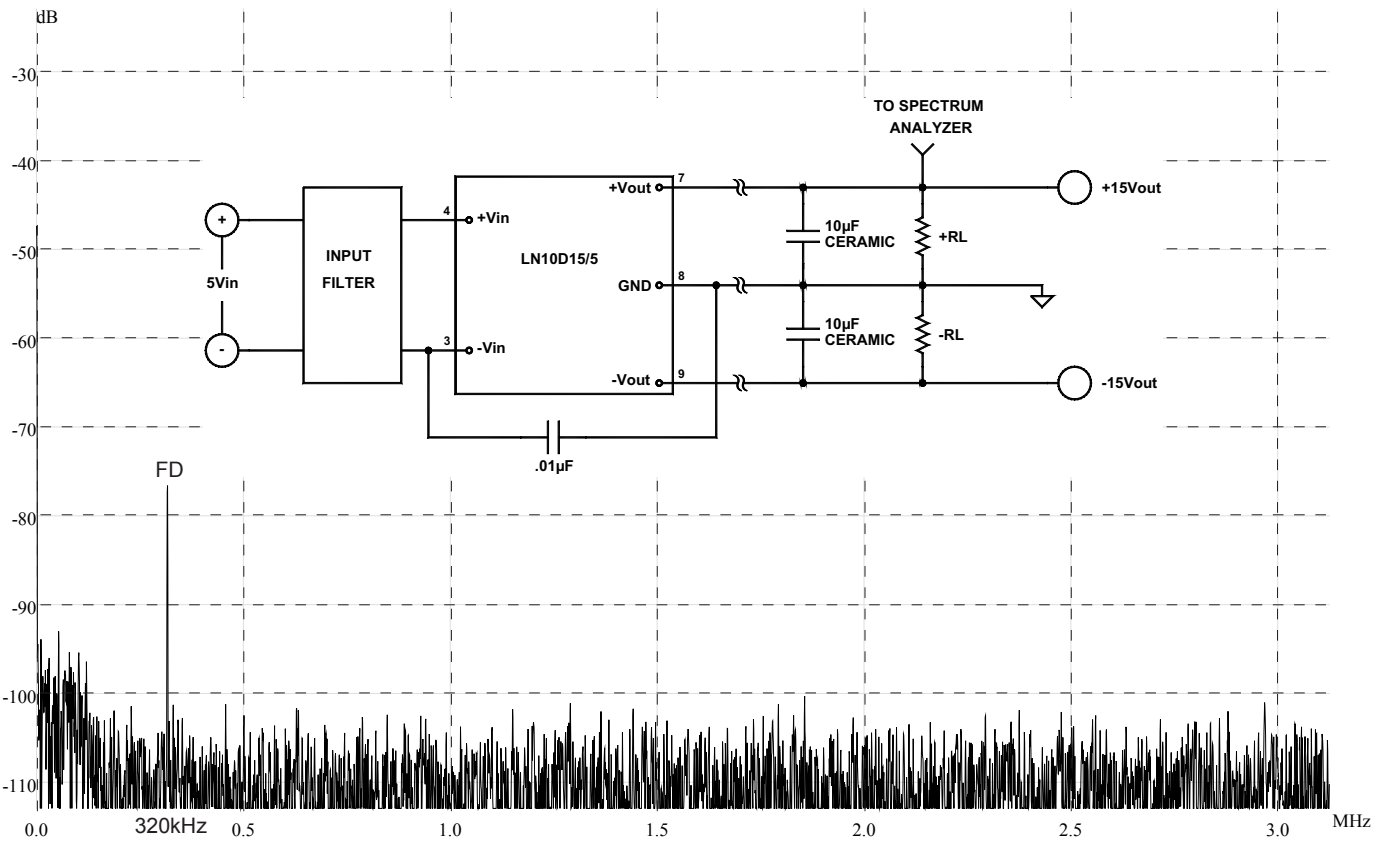 dB
-30
TO SPECTRUM
ANALYZER
-40
+Vout
7
+15Vout
4
+Vin
+
10µF
CERAMIC
+RL
-50
INPUT
FILTER
LN10D15/5
5Vin
GND
8
-60
3
-Vin
-
10µF
CERAMIC
-RL
-Vout
9
-15Vout
-70
.01µF
FD
-80
-90
-100
-110
0.0
320kHz
0.5
1.0
1.5
2.0
2.5
3.0
MHz